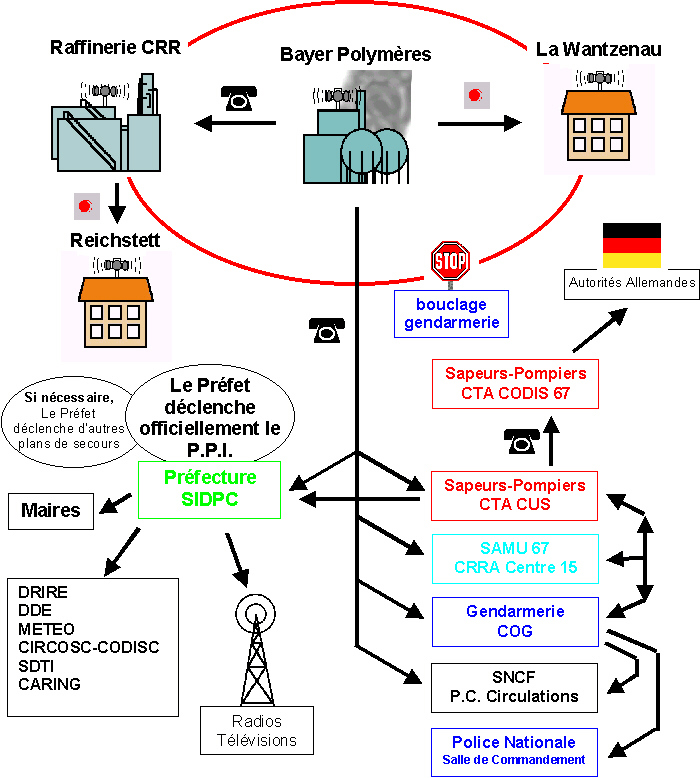 Raffinerie CRR
Bayer Polymères
La Wantzenau
Reichstett
STOP
bouclage
gendarmerie
Autorités Allemandes
Sapeurs-Pompiers
CTA CODIS 67
Si nécessaire,
Le Préfet
déclenche d'autres
plans de secours
Le Préfet
déclenche
officiellement le
P.P.I.
Préfecture
SIDPC
Maires
Sapeurs-Pompiers
CTA CUS
SAMU 67
CRRA Centre 15
Gendarmerie
COG
SNCF
P.C. Circulations
Police Nationale
Salle de Commandement
DRIRE
DDE
METEO
CIRCOSC-CODISC
SDTI
CARING
Radios
Télévisions